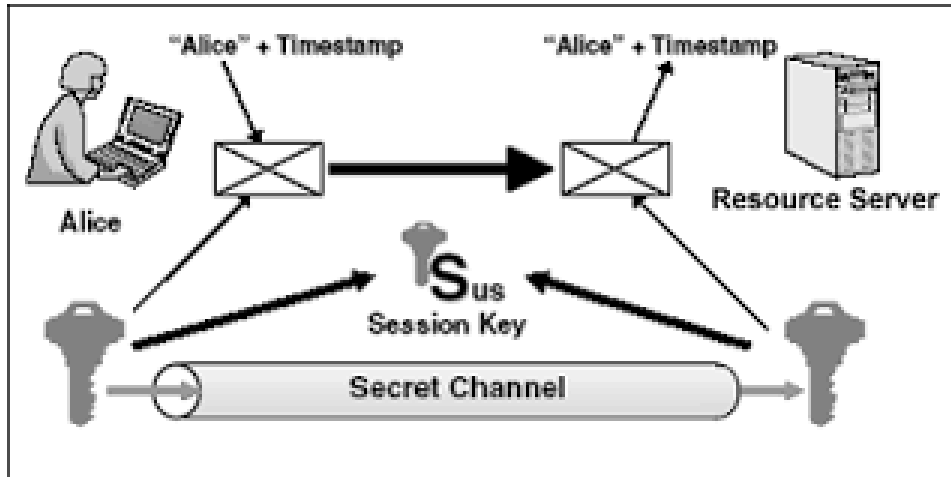 “Alice” + Timestamp
“Alice” + Timestamp
Alice
Resource Server
Sus
Session Key
Secret Channel